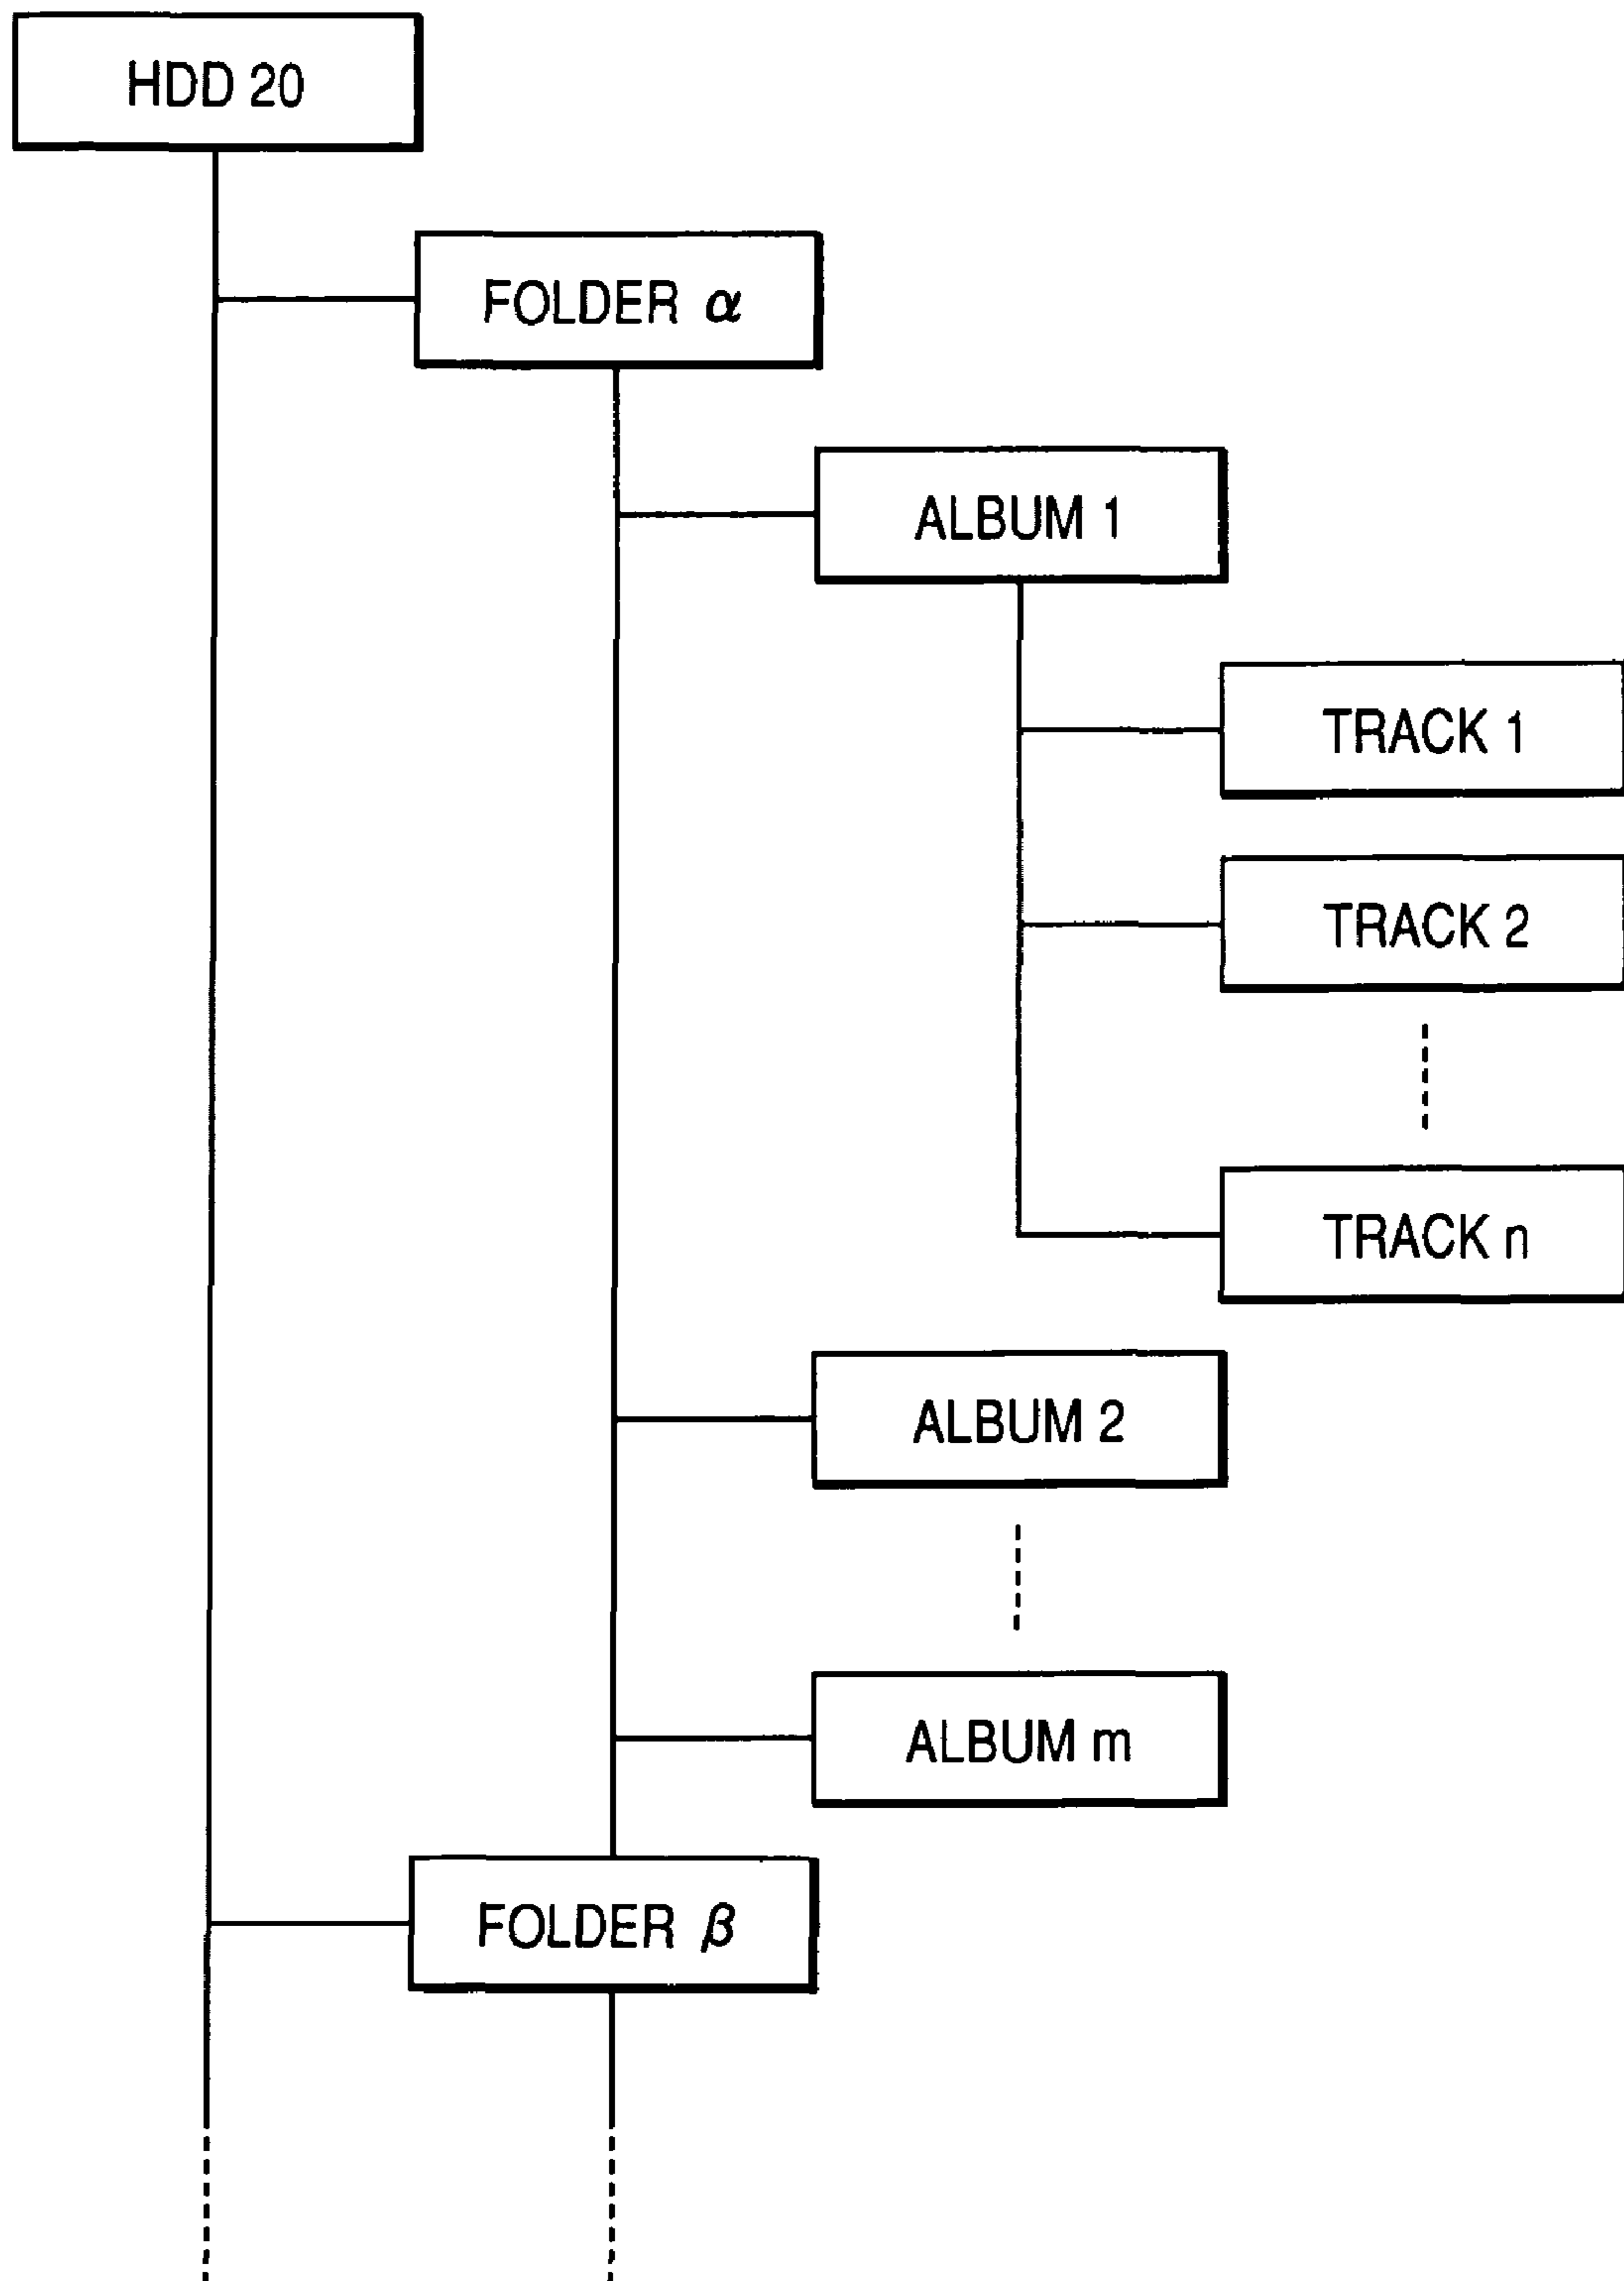 HDD 20
FOLDER α
ALBUM 1
TRACK 1
TRACK 2
TRACK n
ALBUM 2
ALBUM m
FOLDER β